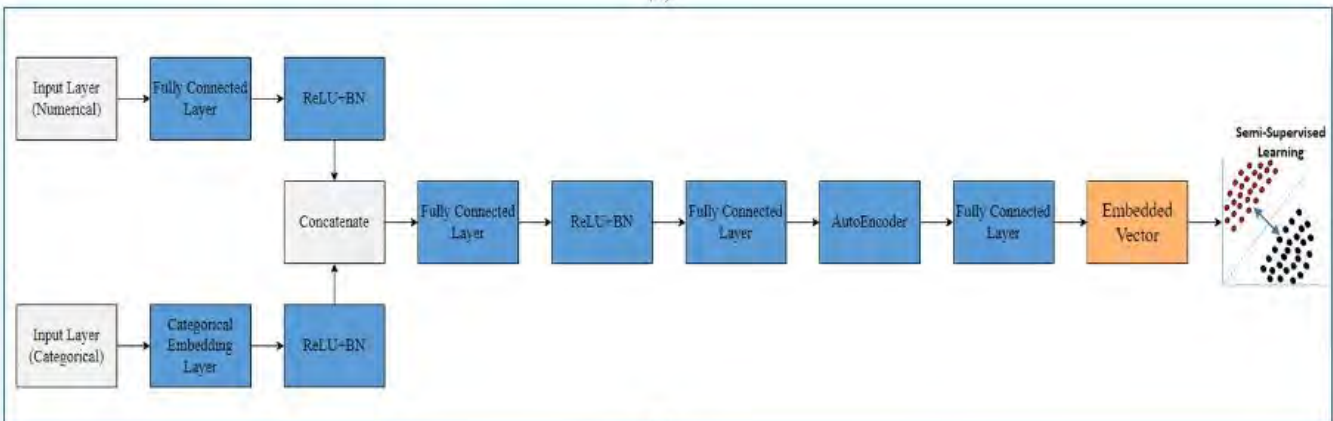 Input Layer
(Numerical)
Fully Connected
Layer
ReLU+BN
Semi-Supervised
Learning
Concatenate
Fully Connected
Layer
ReLU+BN
Fully Connected
Layer
AutoEncoder
Fully Connected
Layer
Embedded
Vector
Input Layer
(Categorical)
Categorical
Embedding
Layer
ReLU+BN